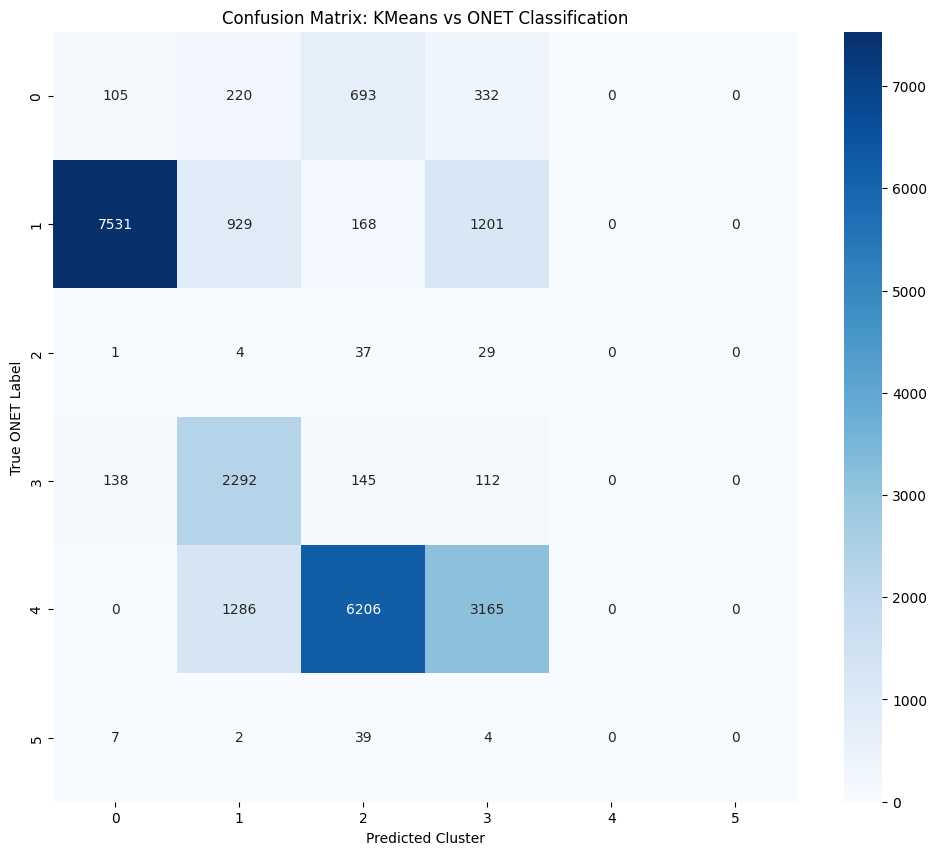 Confusion Matrix: KMeans vs ONET Classification
7000
0 105 220 693 332 0 0
6000
1 7531 929 168 1201 0 0
5000
2 1 4 37 29 0 0
4000
True ONET Label
3 138 2292 145 112 0 0
3000
2000
4 0 1286 6206 3165 0 0
1000
5 7 2 39 4 0 0
0
0 1 2 3 4 5
Predicted Cluster